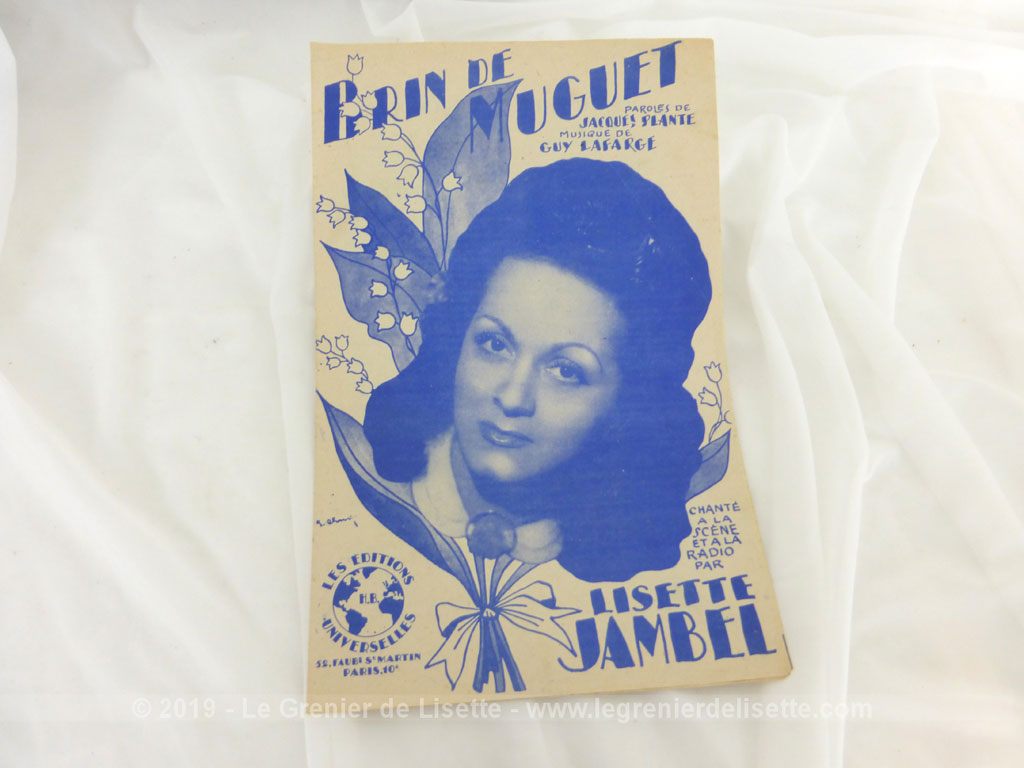 BRIN DE
MUGUET
PAROLES DE
JACQUES PLANTE
MUSIQUE DE
GUY LAFARGE
CHANTÉ
A LA
SCÈNE
ET A LA
RADIO
PAR
LISETTE
JAMBEL
LES EDITIONS
H.B.
UNIVERSELLES
52, FAUBG ST MARTIN
PARIS.10E
© 2019 - Le Grenier de Lisette - www.legrenierdelisette.com